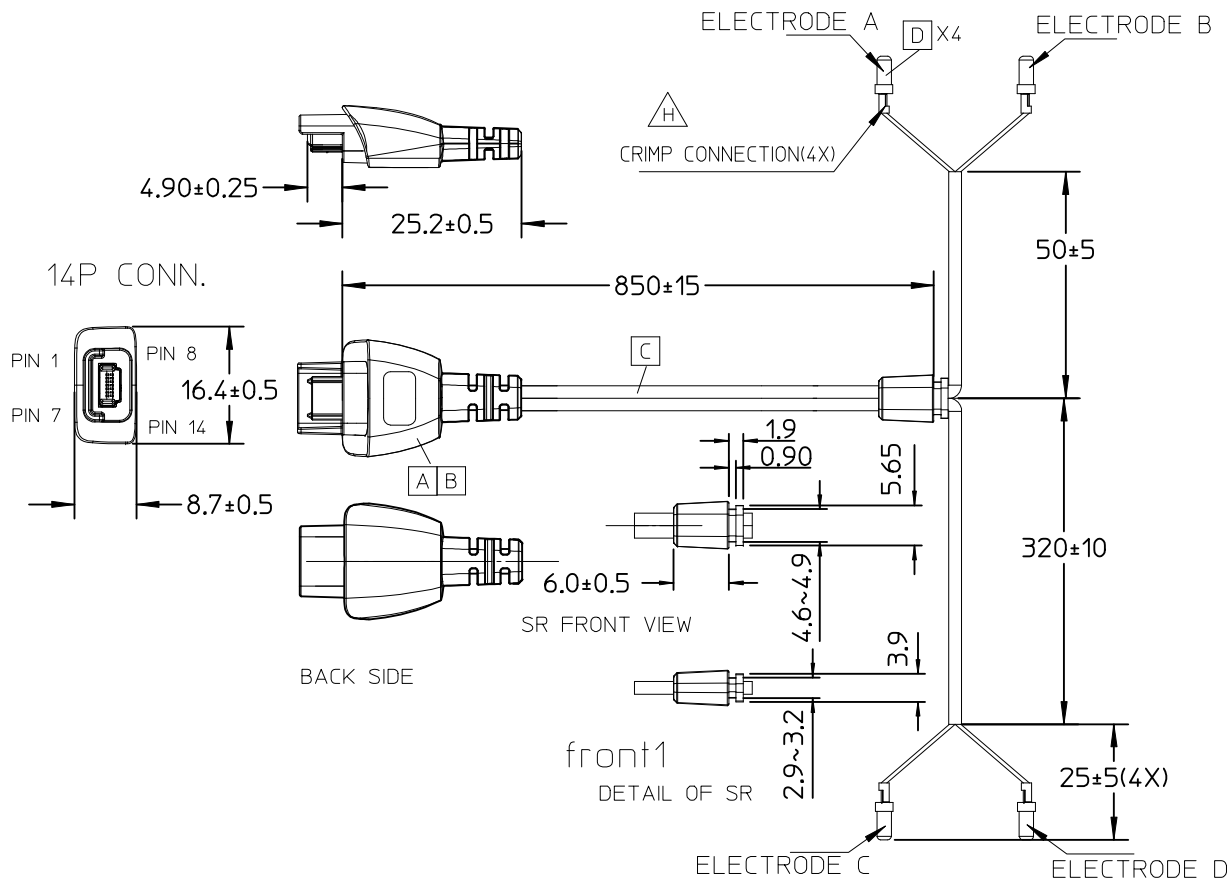 ELECTRODE A
D X4
ELECTRODE B
H
CRIMP CONNECTION(4X)
4.90±0.25
25.2±0.5
50±5
14P CONN.
850±15
PIN 1
PIN 8
C
16.4±0.5
PIN 7
PIN 14
1.9
0.90
5.65
A B
8.7±0.5
320±10
6.0±0.5
4.6~4.9
SR FRONT VIEW
3.9
BACK SIDE
2.9~3.2
front1
DETAIL OF SR
25±5(4X)
ELECTRODE C
ELECTRODE D